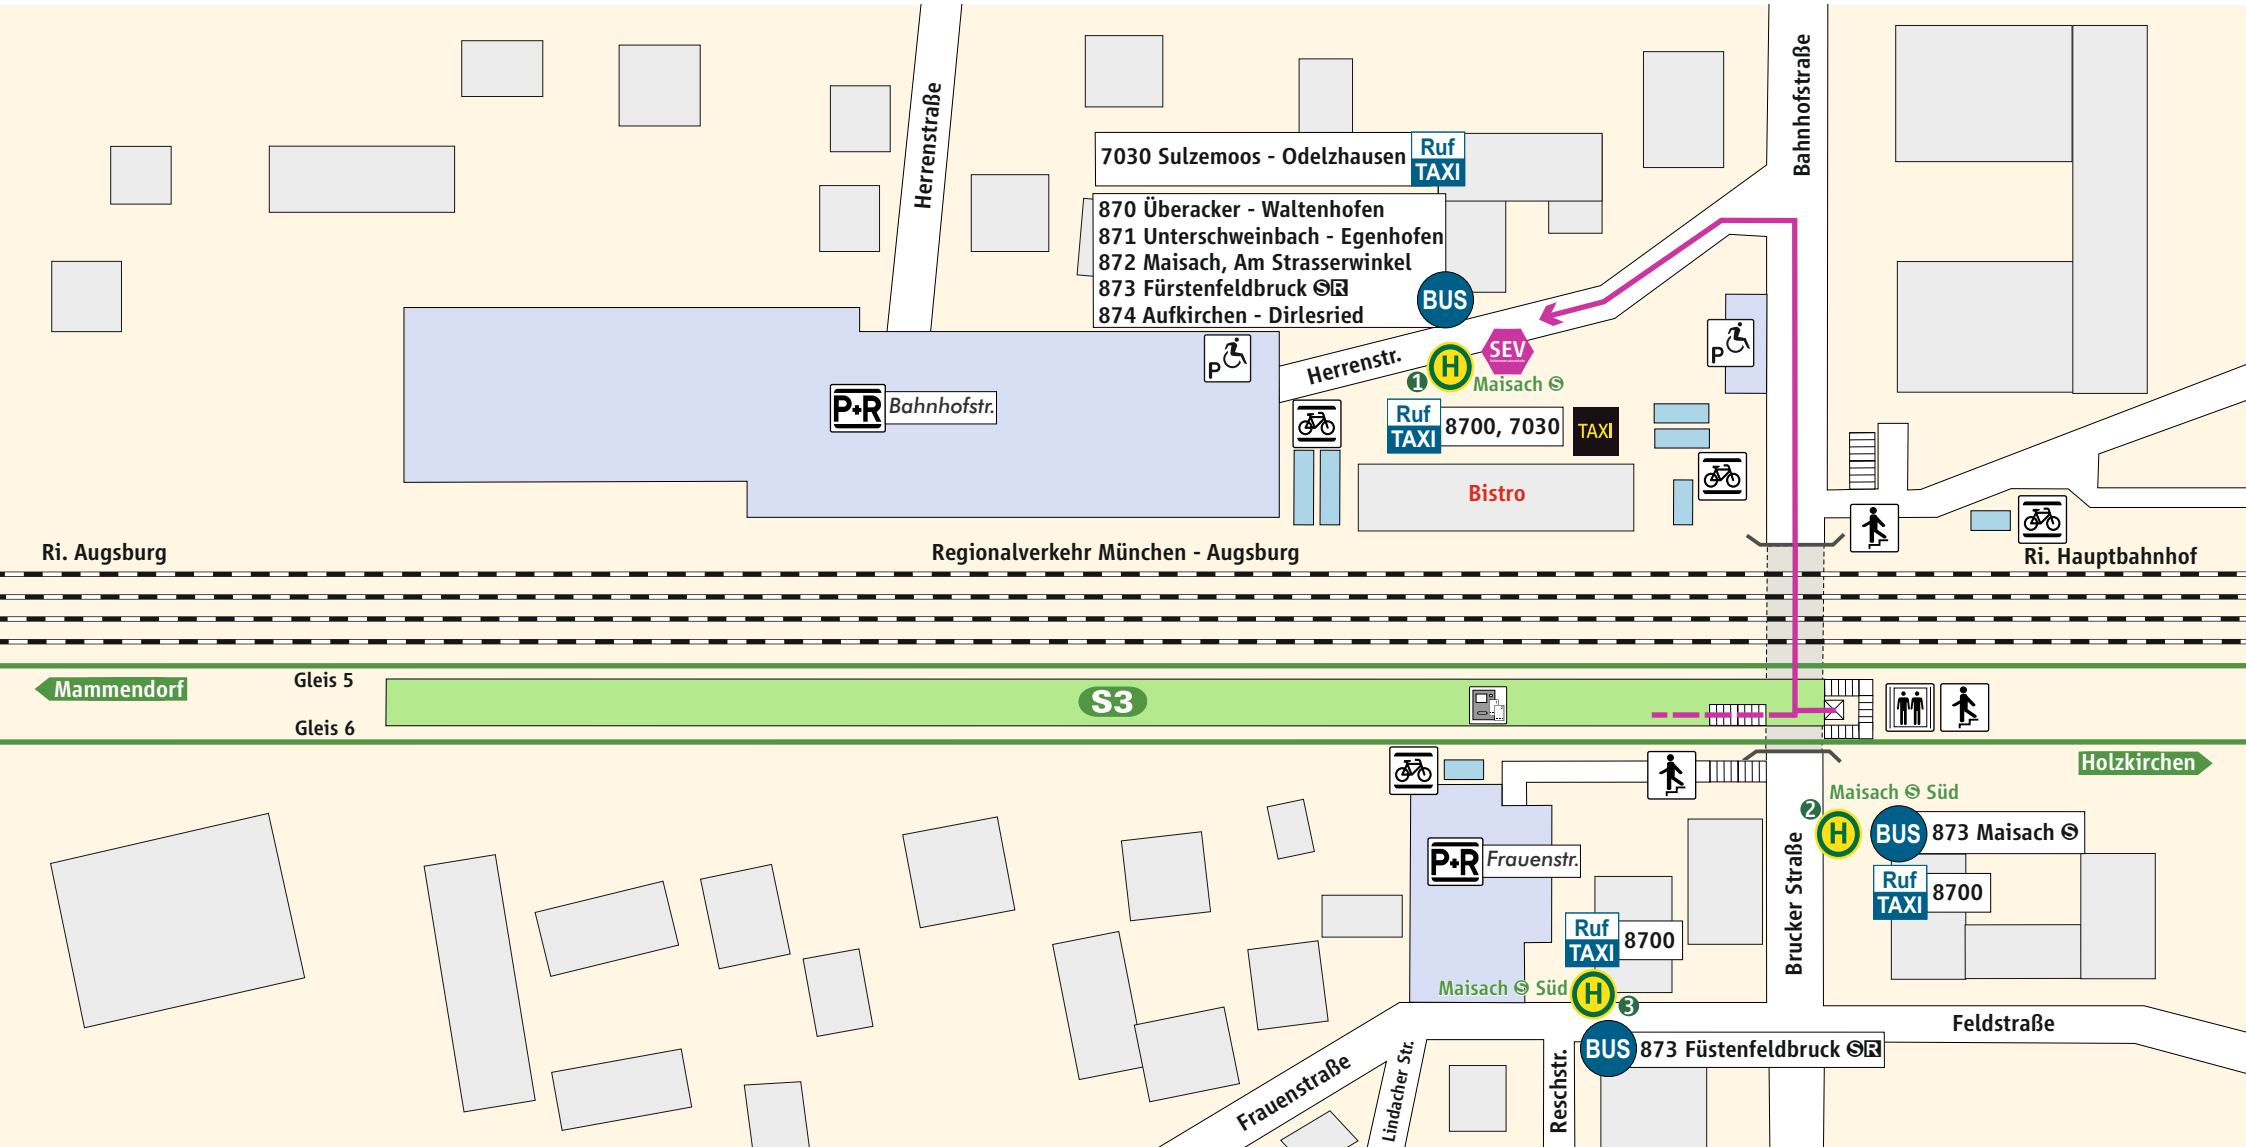 Herrenstraße
Bahnhofstraße
7030 Sulzemoos - Odelzhausen
Ruf
TAXI
870 Überacker - Waltenhofen
871 Unterschweinbach - Egenhofen
872 Maisach, Am Strasserwinkel
873 Fürstenfeldbruck S R
874 Aufkirchen - Dirlesried
BUS
P
P
Herrenstr.
H
SEV
1
Maisach S
P+R Bahnhofstr.
Ruf
TAXI
8700, 7030
TAXI
Bistro
Ri. Augsburg
Regionalverkehr München - Augsburg
Ri. Hauptbahnhof
Mammendorf
Gleis 5
S3
Gleis 6
Holzkirchen
Maisach S Süd
2
H
BUS
873 Maisach S
Ruf
TAXI
8700
P+R Frauenstr.
Brucker Straße
Ruf
TAXI
8700
Maisach S Süd
H
3
BUS
873 Füstenfeldbruck S R
Feldstraße
Frauenstraße
Lindacher Str.
Reschstr.